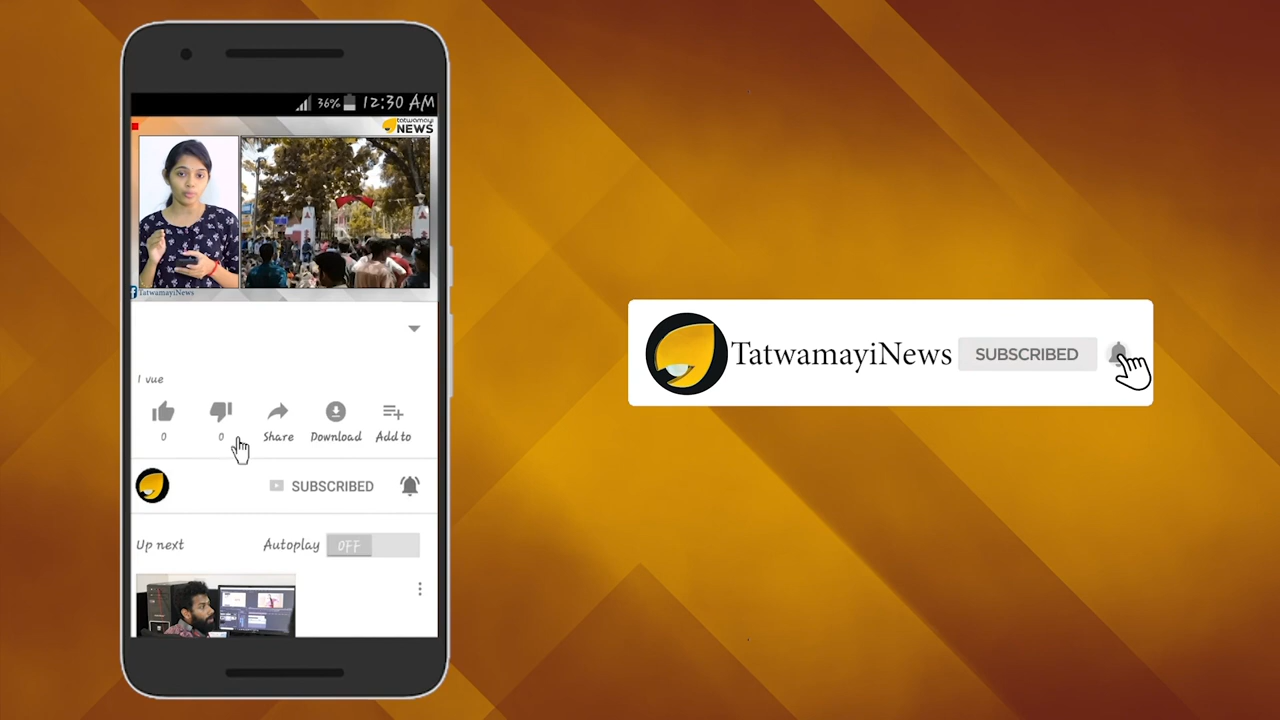 36% 12:30 AM
tatwamayi
NEWS
TatwamayiNews
1 vue
0 0 Share Download Add to
SUBSCRIBED
Up next Autoplay OFF
TatwamayiNews SUBSCRIBED